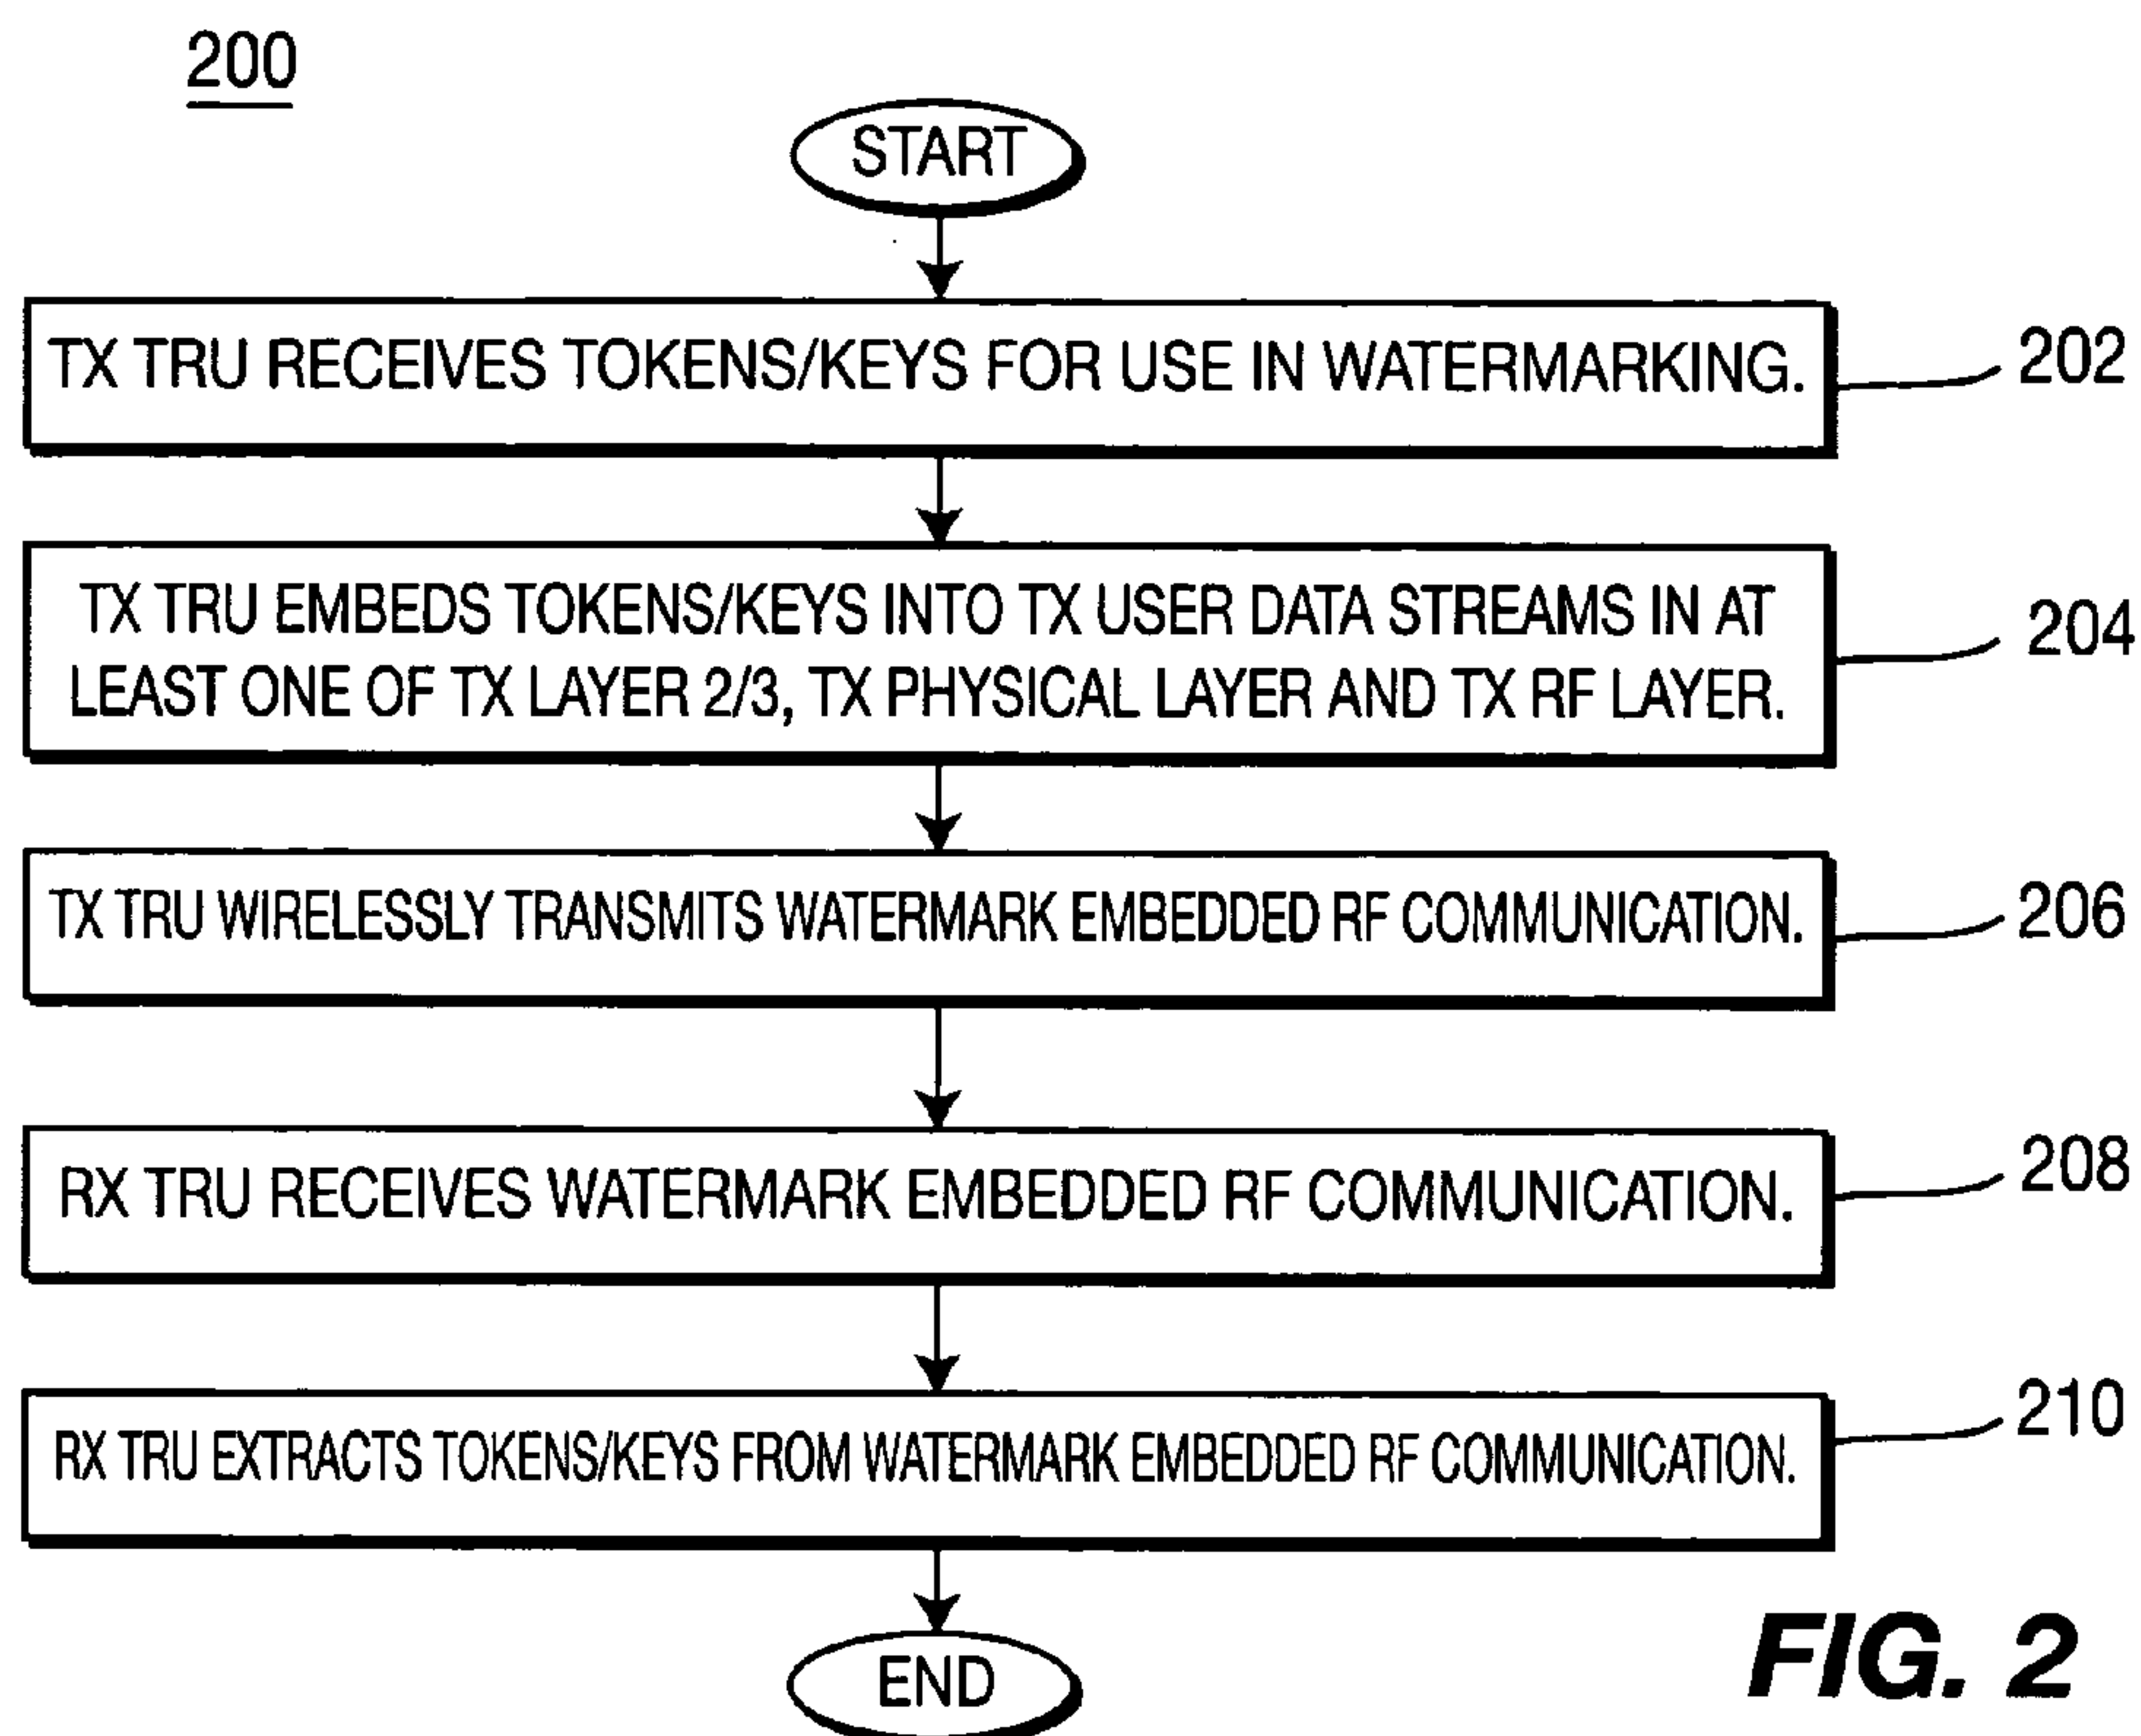 200
START
TX TRU RECEIVES TOKENS/KEYS FOR USE IN WATERMARKING.
202
TX TRU EMBEDS TOKENS/KEYS INTO TX USER DATA STREAMS IN AT
LEAST ONE OF TX LAYER 2/3, TX PHYSICAL LAYER AND TX RF LAYER.
204
TX TRU WIRELESSLY TRANSMITS WATERMARK EMBEDDED RF COMMUNICATION.
206
RX TRU RECEIVES WATERMARK EMBEDDED RF COMMUNICATION.
208
RX TRU EXTRACTS TOKENS/KEYS FROM WATERMARK EMBEDDED RF COMMUNICATION.
210
END
FIG. 2